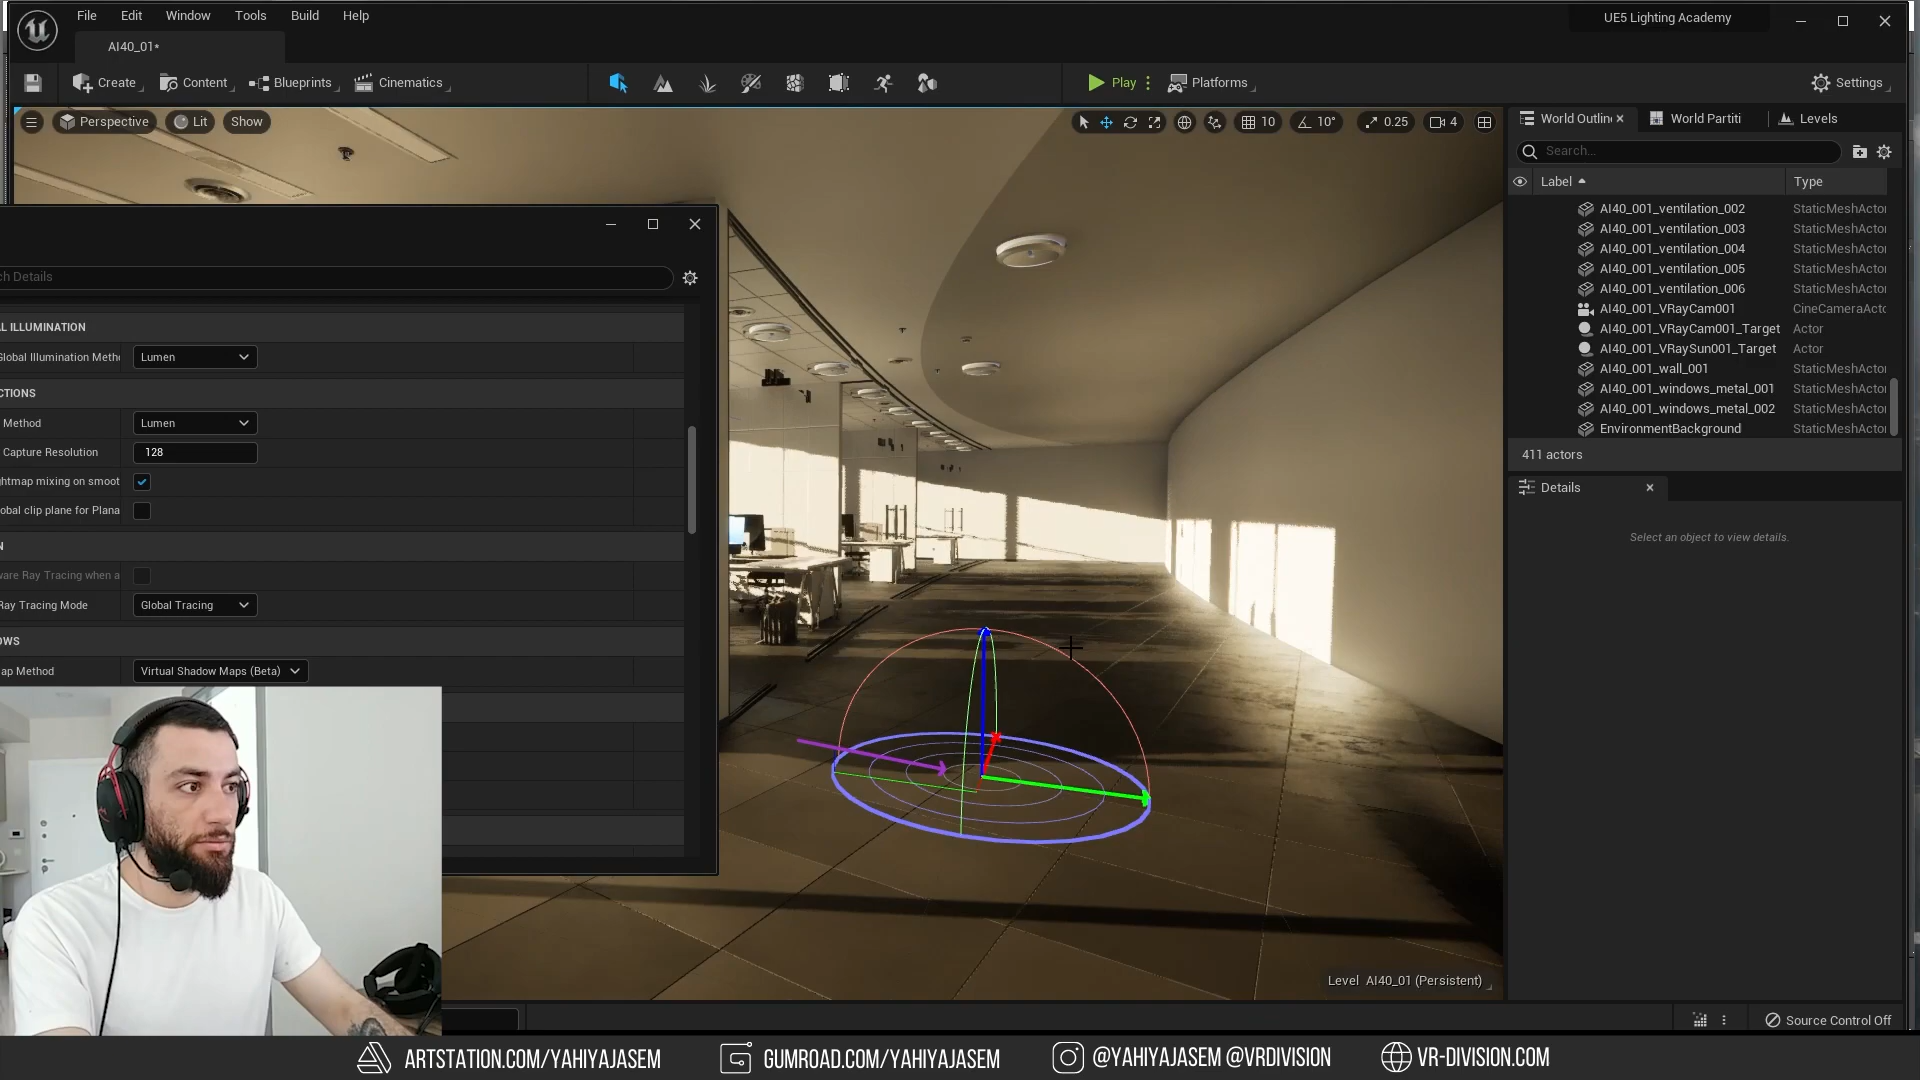 File Edit Window Tools Build Help
UE5 Lighting Academy
AI40_01*
Create Content Blueprints Cinematics Play Platforms Settings
Perspective Lit Show 10 10° 0.25 4
World Outlin World Partiti Levels
Search...
Label Type
AI40_001_ventilation_002 StaticMeshActor
AI40_001_ventilation_003 StaticMeshActor
AI40_001_ventilation_004 StaticMeshActor
AI40_001_ventilation_005 StaticMeshActor
AI40_001_ventilation_006 StaticMeshActor
AI40_001_VRayCam001 CineCameraActo
AI40_001_VRayCam001_Target Actor
AI40_001_VRaySun001_Target Actor
AI40_001_wall_001 StaticMeshActor
AI40_001_windows_metal_001 StaticMeshActor
AI40_001_windows_metal_002 StaticMeshActor
EnvironmentBackground StaticMeshActor
411 actors
Details
Select an object to view details.
ch Details
AL ILLUMINATION
Global Illumination Meth Lumen
CTIONS
Method Lumen
Capture Resolution 128
ghtmap mixing on smoot
obal clip plane for Plana
N
ware Ray Tracing when a
Ray Tracing Mode Global Tracing
OWS
ap Method Virtual Shadow Maps (Beta)
Level AI40_01 (Persistent)
Source Control Off
ARTSTATION.COM/YAHIYAJASEM GUMROAD.COM/YAHIYAJASEM @YAHIYAJASEM @VRDIVISION VR-DIVISION.COM